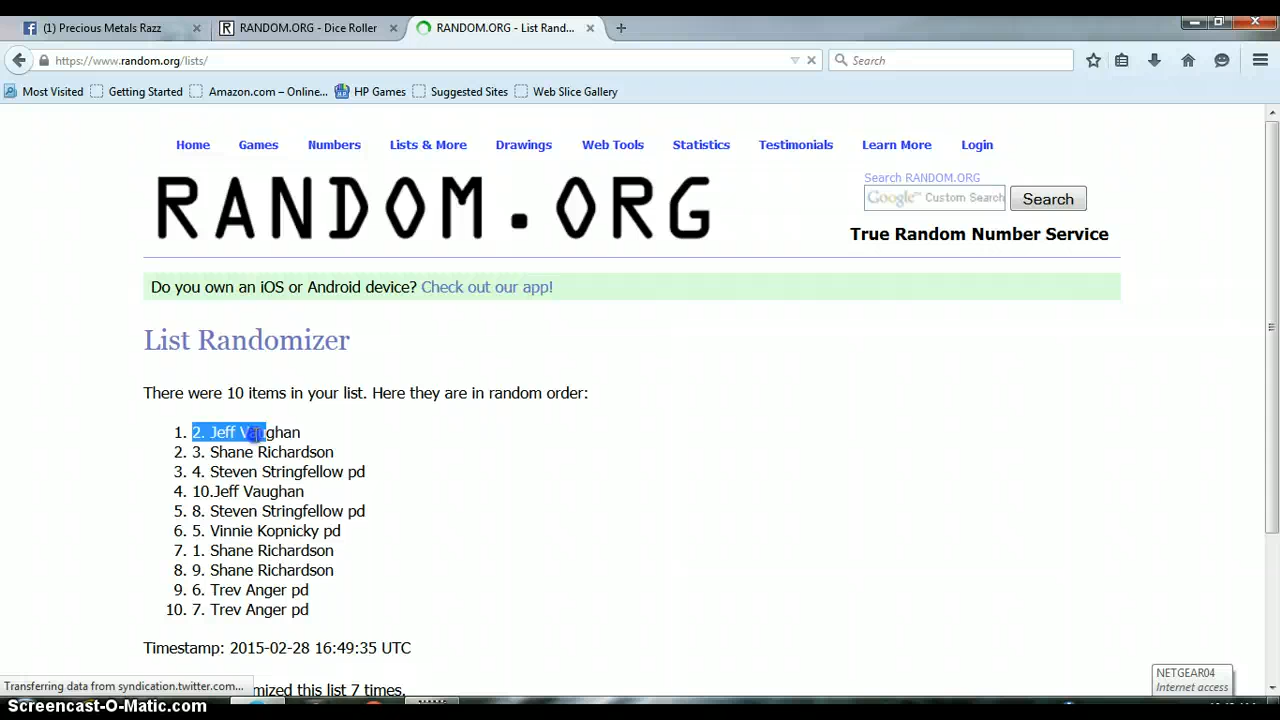 (1) Precious Metals Razz
RANDOM.ORG - Dice Roller
RANDOM.ORG - List Rand...
https://www.random.org/lists/
Search
Most Visited Getting Started Amazon.com – Online... HP Games Suggested Sites Web Slice Gallery
Home Games Numbers Lists & More Drawings Web Tools Statistics Testimonials Learn More Login
RANDOM.ORG
Search RANDOM.ORG
Google™ Custom Search
Search
True Random Number Service
Do you own an iOS or Android device? Check out our app!
List Randomizer
There were 10 items in your list. Here they are in random order:
1. 2. Jeff Vaughan
2. 3. Shane Richardson
3. 4. Steven Stringfellow pd
4. 10.Jeff Vaughan
5. 8. Steven Stringfellow pd
6. 5. Vinnie Kopnicky pd
7. 1. Shane Richardson
8. 9. Shane Richardson
9. 6. Trev Anger pd
10. 7. Trev Anger pd
Timestamp: 2015-02-28 16:49:35 UTC
NETGEAR04
Internet access
Transferring data from syndication.twitter.com...
mized this list 7 times.
Screencast-O-Matic.com